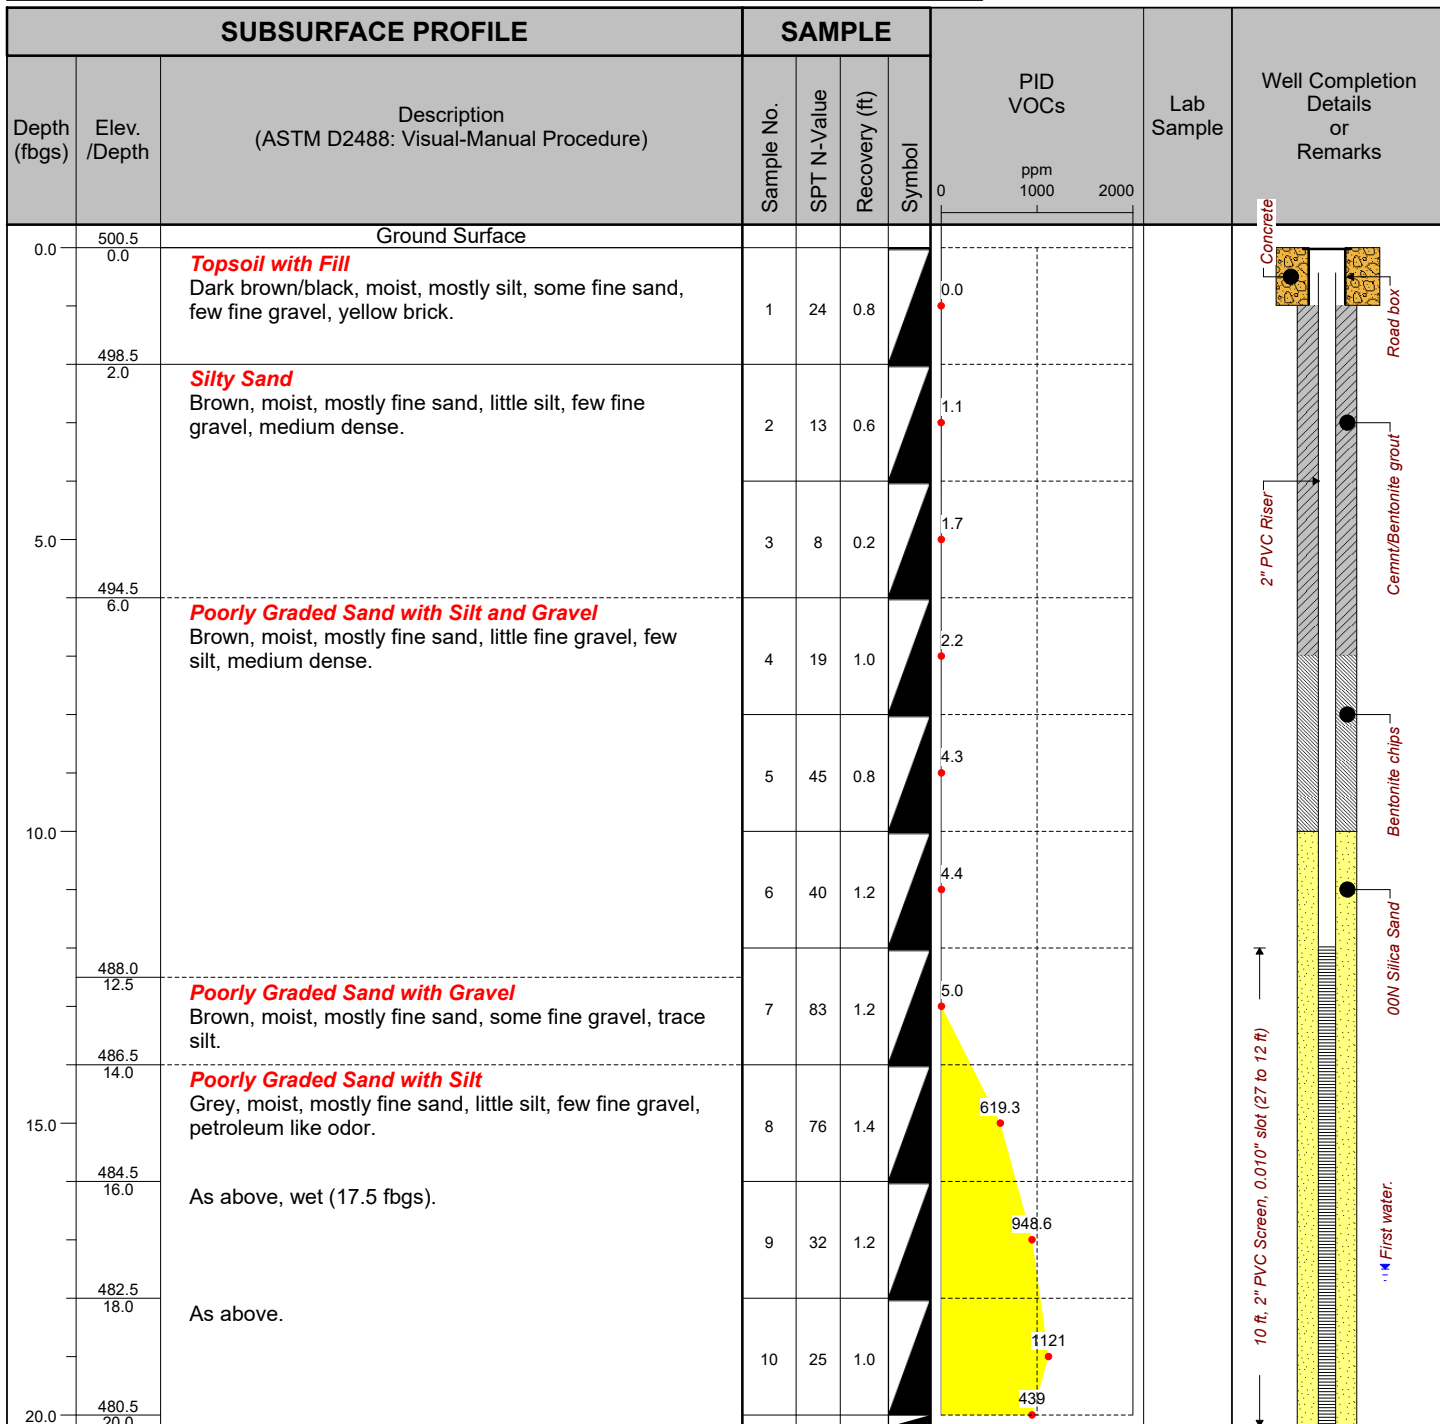 SUBSURFACE PROFILE
SAMPLE
Depth
(fbgs)
Elev.
/Depth
Description
(ASTM D2488: Visual-Manual Procedure)
Sample No.
SPT N-Value
Recovery (ft)
Symbol
PID
VOCs
ppm
0 1000 2000
Lab
Sample
Well Completion
Details
or
Remarks
0.0
500.5
0.0
Ground Surface
Topsoil with Fill
Dark brown/black, moist, mostly silt, some fine sand,
few fine gravel, yellow brick.
1 24 0.8
0.0
Concrete
Road box
498.5
2.0
Silty Sand
Brown, moist, mostly fine sand, little silt, few fine
gravel, medium dense.
2 13 0.6
1.1
Cemnt/Bentonite grout
2" PVC Riser
5.0
3 8 0.2
1.7
494.5
6.0
Poorly Graded Sand with Silt and Gravel
Brown, moist, mostly fine sand, little fine gravel, few
silt, medium dense.
4 19 1.0
2.2
5 45 0.8
4.3
Bentonite chips
10.0
6 40 1.2
4.4
00N Silica Sand
488.0
12.5
Poorly Graded Sand with Gravel
Brown, moist, mostly fine sand, some fine gravel, trace
silt.
7 83 1.2
5.0
486.5
14.0
Poorly Graded Sand with Silt
Grey, moist, mostly fine sand, little silt, few fine gravel,
petroleum like odor.
15.0
8 76 1.4
619.3
10 ft, 2" PVC Screen, 0.010" slot (27 to 12 ft)
484.5
16.0
As above, wet (17.5 fbgs).
9 32 1.2
948.6
First water.
482.5
18.0
As above.
10 25 1.0
1121
439
20.0
480.5
20.0